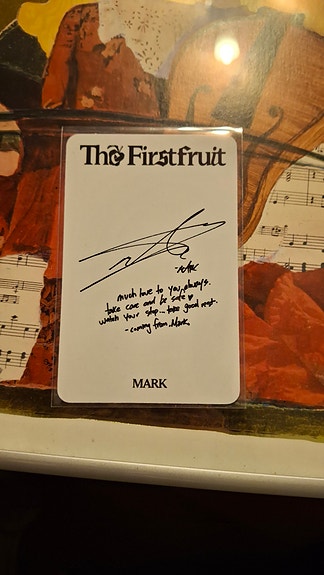 The Firstfruit
-Mark
much love to you, always.
take care and be safe ♥
watch your step... take good rest.
- coming from. Mark
MARK